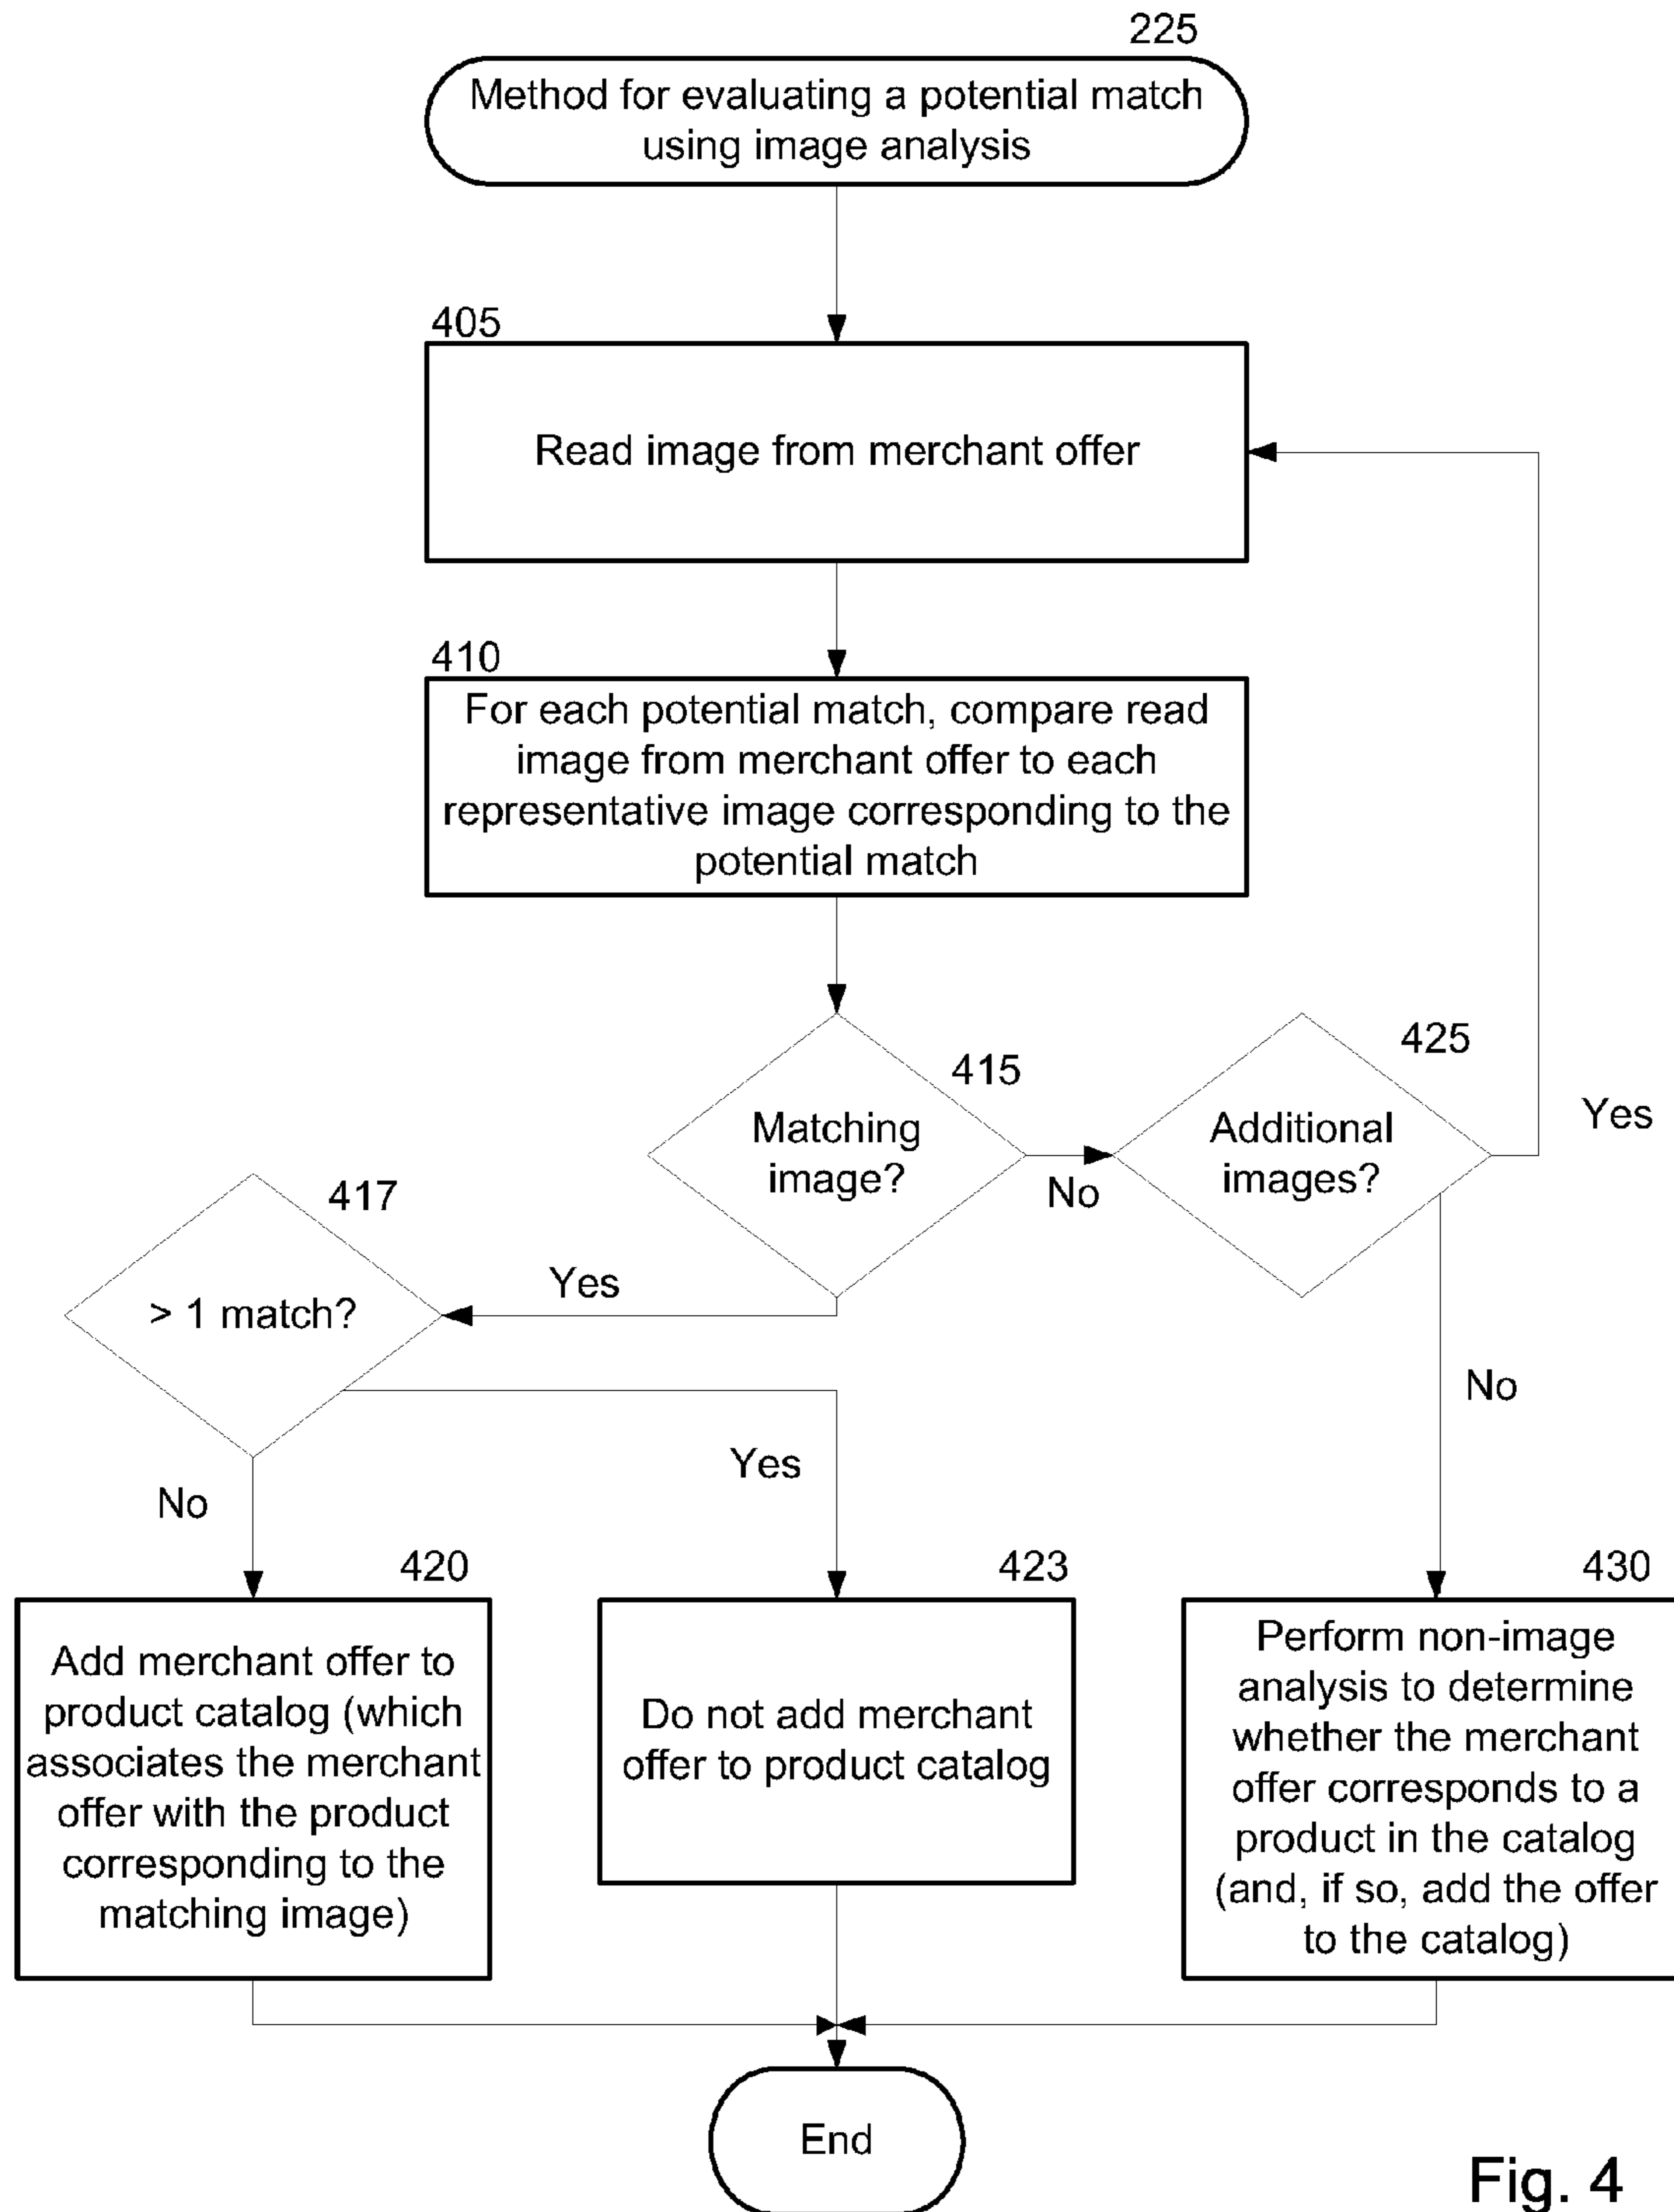 225
Method for evaluating a potential match
using image analysis
405
Read image from merchant offer
410
For each potential match, compare read
image from merchant offer to each
representative image corresponding to the
potential match
415
Matching
image?
No
425
Additional
images?
Yes
417
> 1 match?
Yes
No
Yes
No
420
Add merchant offer to
product catalog (which
associates the merchant
offer with the product
corresponding to the
matching image)
423
Do not add merchant
offer to product catalog
430
Perform non-image
analysis to determine
whether the merchant
offer corresponds to a
product in the catalog
(and, if so, add the offer
to the catalog)
End
Fig. 4